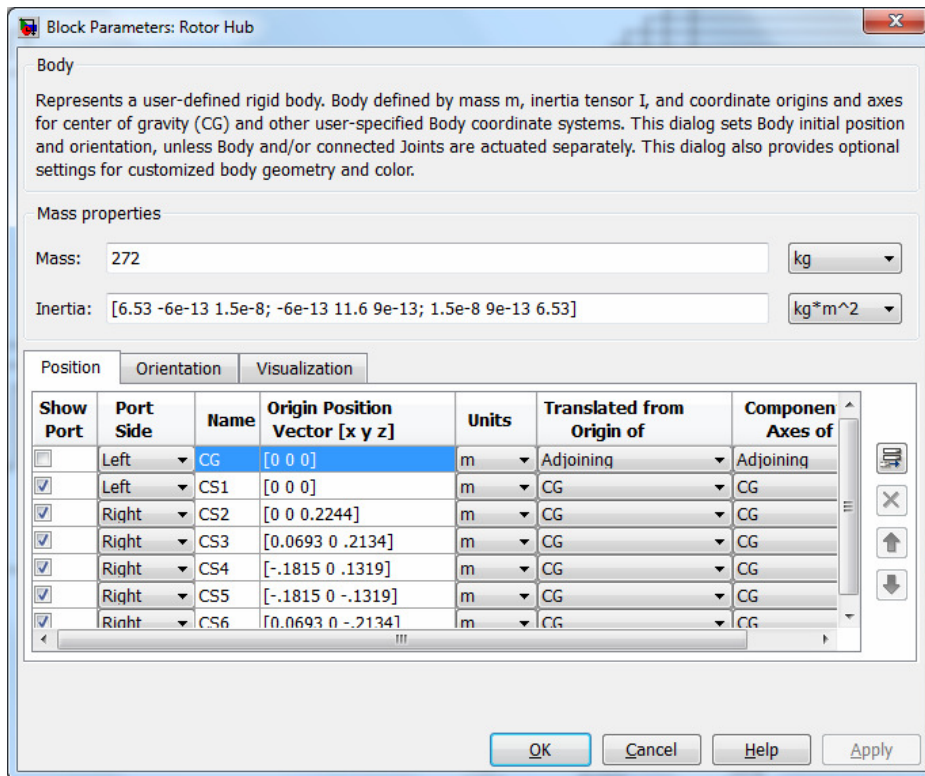 Block Parameters: Rotor Hub
Body
Represents a user-defined rigid body. Body defined by mass m, inertia tensor I, and coordinate origins and axes
for center of gravity (CG) and other user-specified Body coordinate systems. This dialog sets Body initial position
and orientation, unless Body and/or connected Joints are actuated separately. This dialog also provides optional
settings for customized body geometry and color.
Mass properties
Mass: 272 kg
Inertia: [6.53 -6e-13 1.5e-8; -6e-13 11.6 9e-13; 1.5e-8 9e-13 6.53] kg*m^2
Position Orientation Visualization
Show Port Origin Position Translated from Componen
Port Side Name Vector [x y z] Units Origin of Axes of
Left CG [0 0 0] m Adjoining Adjoining
Left CS1 [0 0 0] m CG CG
Right CS2 [0 0 0.2244] m CG CG
Right CS3 [0.0693 0 .2134] m CG CG
Right CS4 [-.1815 0 .1319] m CG CG
Right CS5 [-.1815 0 -.1319] m CG CG
Right CS6 [0.0693 0 -.2134] m CG CG
OK Cancel Help Apply